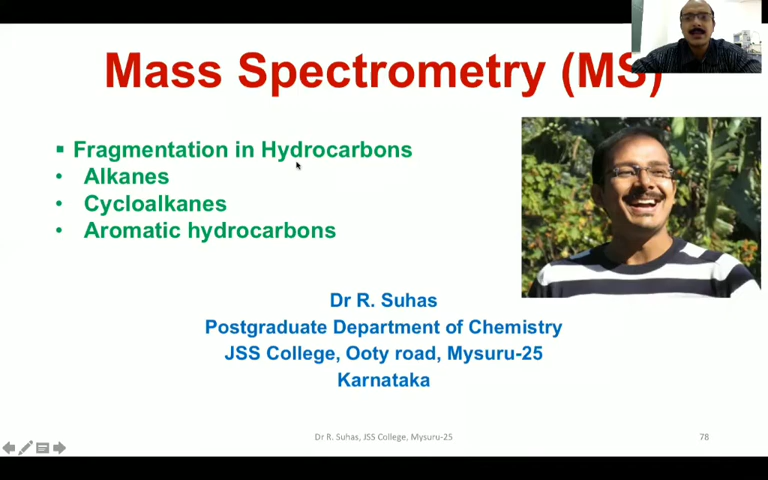 Mass Spectrometry (MS)
▪ Fragmentation in Hydrocarbons
• Alkanes
• Cycloalkanes
• Aromatic hydrocarbons
Dr R. Suhas
Postgraduate Department of Chemistry
JSS College, Ooty road, Mysuru-25
Karnataka
Dr R. Suhas, JSS College, Mysuru-25
78